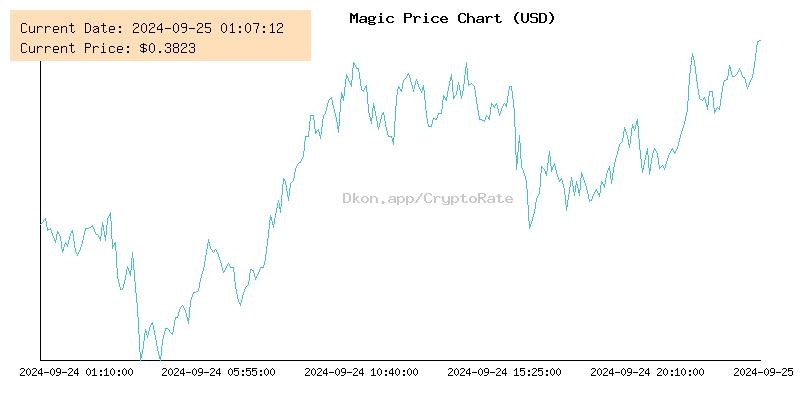 Magic Price Chart (USD)
Current Date: 2024-09-25 01:07:12
Current Price: $0.3823
Dkon.app/CryptoRate
2024-09-24 01:10:00 2024-09-24 05:55:00 2024-09-24 10:40:00 2024-09-24 15:25:00 2024-09-24 20:10:00 2024-09-25